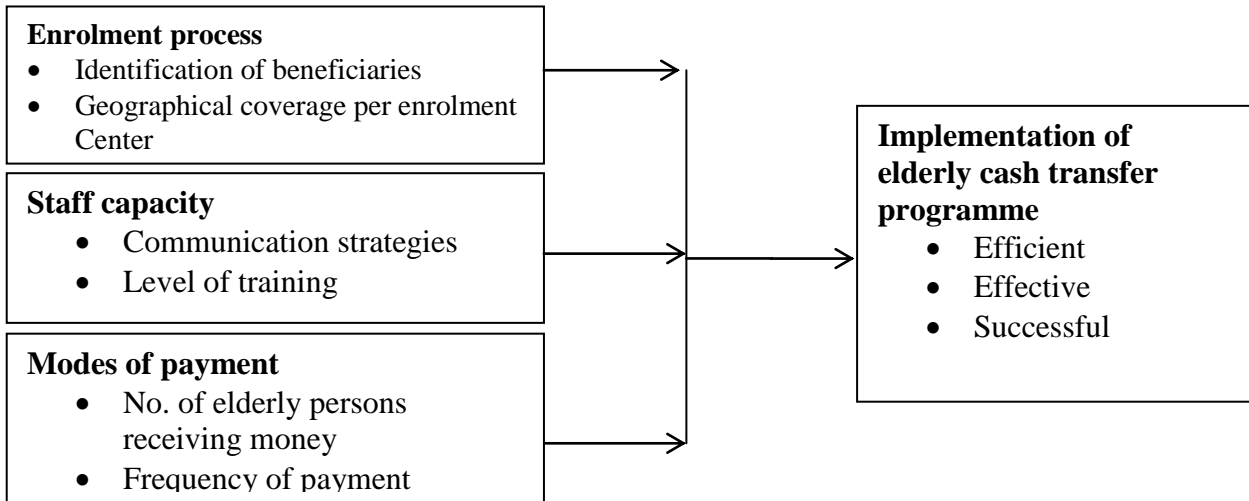 Enrolment process
• Identification of beneficiaries
• Geographical coverage per enrolment
Center
Staff capacity
• Communication strategies
• Level of training
Modes of payment
• No. of elderly persons
receiving money
• Frequency of payment
Implementation of
elderly cash transfer
programme
• Efficient
• Effective
• Successful